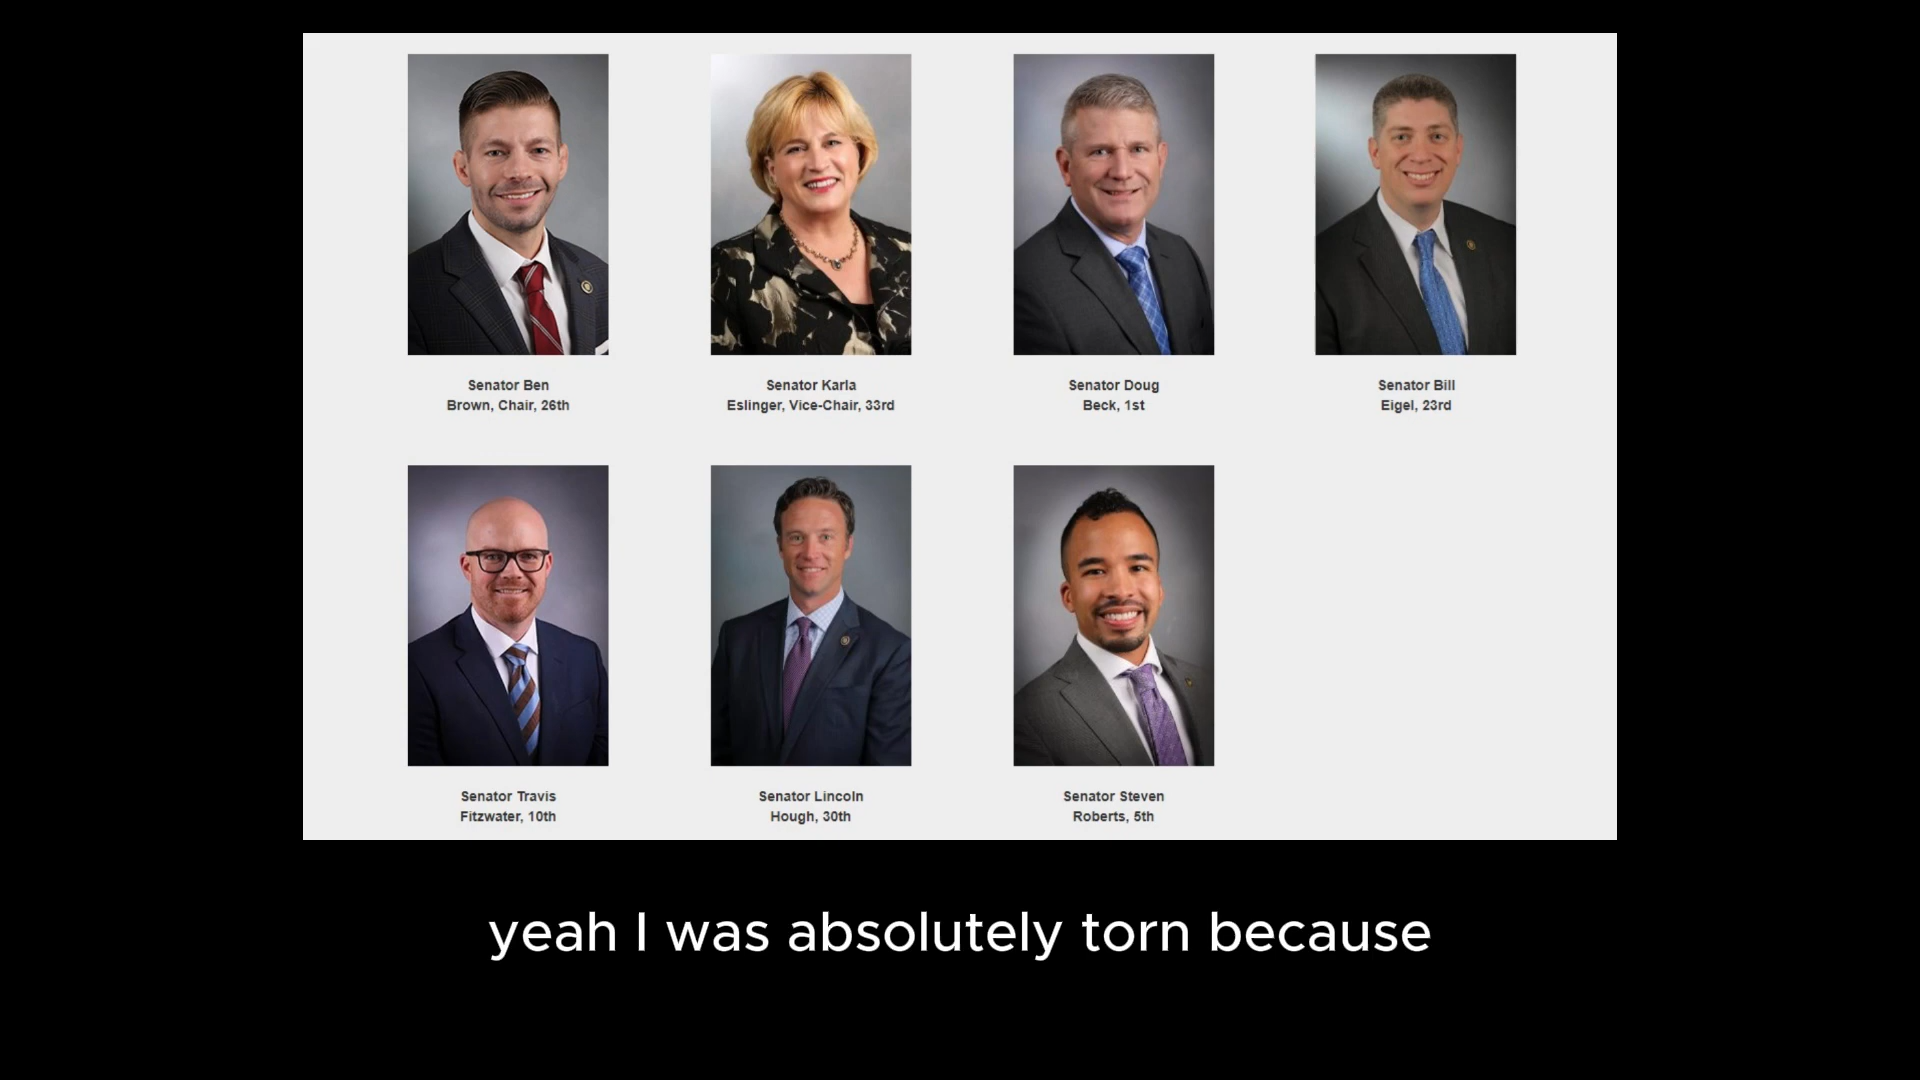 Senator Ben
Brown, Chair, 26th
Senator Karla
Eslinger, Vice-Chair, 33rd
Senator Doug
Beck, 1st
Senator Bill
Eigel, 23rd
Senator Travis
Fitzwater, 10th
Senator Lincoln
Hough, 30th
Senator Steven
Roberts, 5th
yeah I was absolutely torn because